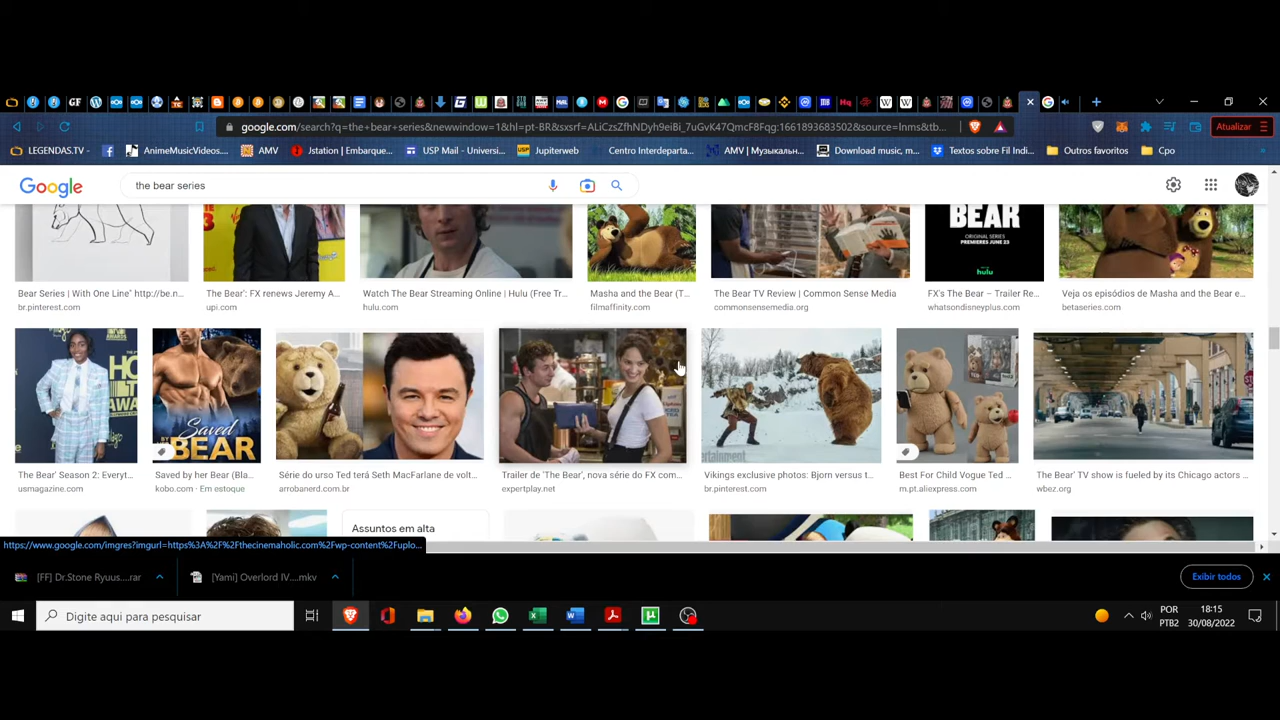 google.com/search?q=the+bear+series&newwindow=1&hl=pt-BR&sxsrf=ALiCzsZfhNDyh9eiBi_7uGvK47QmcF8Fqg:1661893683502&source=lnms&tb...
Atualizar
LEGENDAS.TV -
AnimeMusicVideos....
AMV
Jstation | Embarque...
USP Mail - Universi...
Jupiterweb
Centro Interdeparta...
AMV | Музыкальн...
Download music, m...
Textos sobre Fil Indi...
Outros favoritos
Cpo
Google
the bear series
BEAR
ORIGINAL SERIES
PREMIERES JUNE 23
hulu
Bear Series | With One Line" http://be.n...
The Bear': FX renews Jeremy A...
Watch The Bear Streaming Online | Hulu (Free Tr...
Masha and the Bear (T...
The Bear TV Review | Common Sense Media
FX's The Bear – Trailer Re...
Veja os episódios de Masha and the Bear e...
br.pinterest.com
upi.com
hulu.com
filmaffinity.com
commonsensemedia.org
whatsondisneyplus.com
betaseries.com
Saved
BEAR
entertainment
The Bear' Season 2: Everyt...
Saved by her Bear (Bla...
Série do urso Ted terá Seth MacFarlane de volt...
Trailer de 'The Bear', nova série do FX com...
Vikings exclusive photos: Bjorn versus t...
Best For Child Vogue Ted ...
The Bear' TV show is fueled by its Chicago actors ...
usmagazine.com
kobo.com · Em estoque
arrobanerd.com.br
expertplay.net
br.pinterest.com
m.pt.aliexpress.com
wbez.org
Assuntos em alta
https://www.google.com/imgres?imgurl=https%3A%2F%2Fthecinemaholic.com%2Fwp-content%2Fuplo...
[FF] Dr.Stone Ryuus....rar
[Yami] Overlord IV....mkv
Exibir todos
Digite aqui para pesquisar
POR
PTB2
18:15
30/08/2022